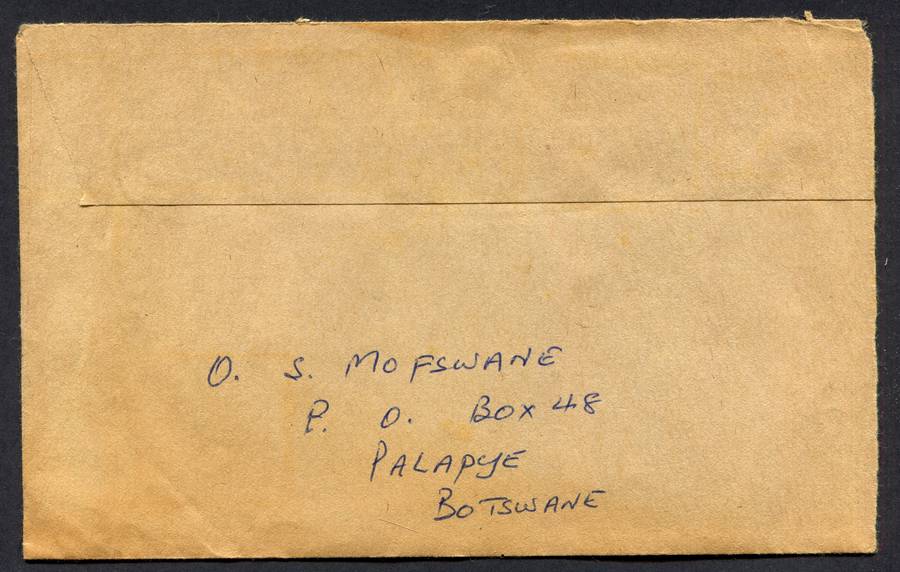 O. S. MOFSWANE
P. O. BOX 48
PALAPYE
BOTSWANE